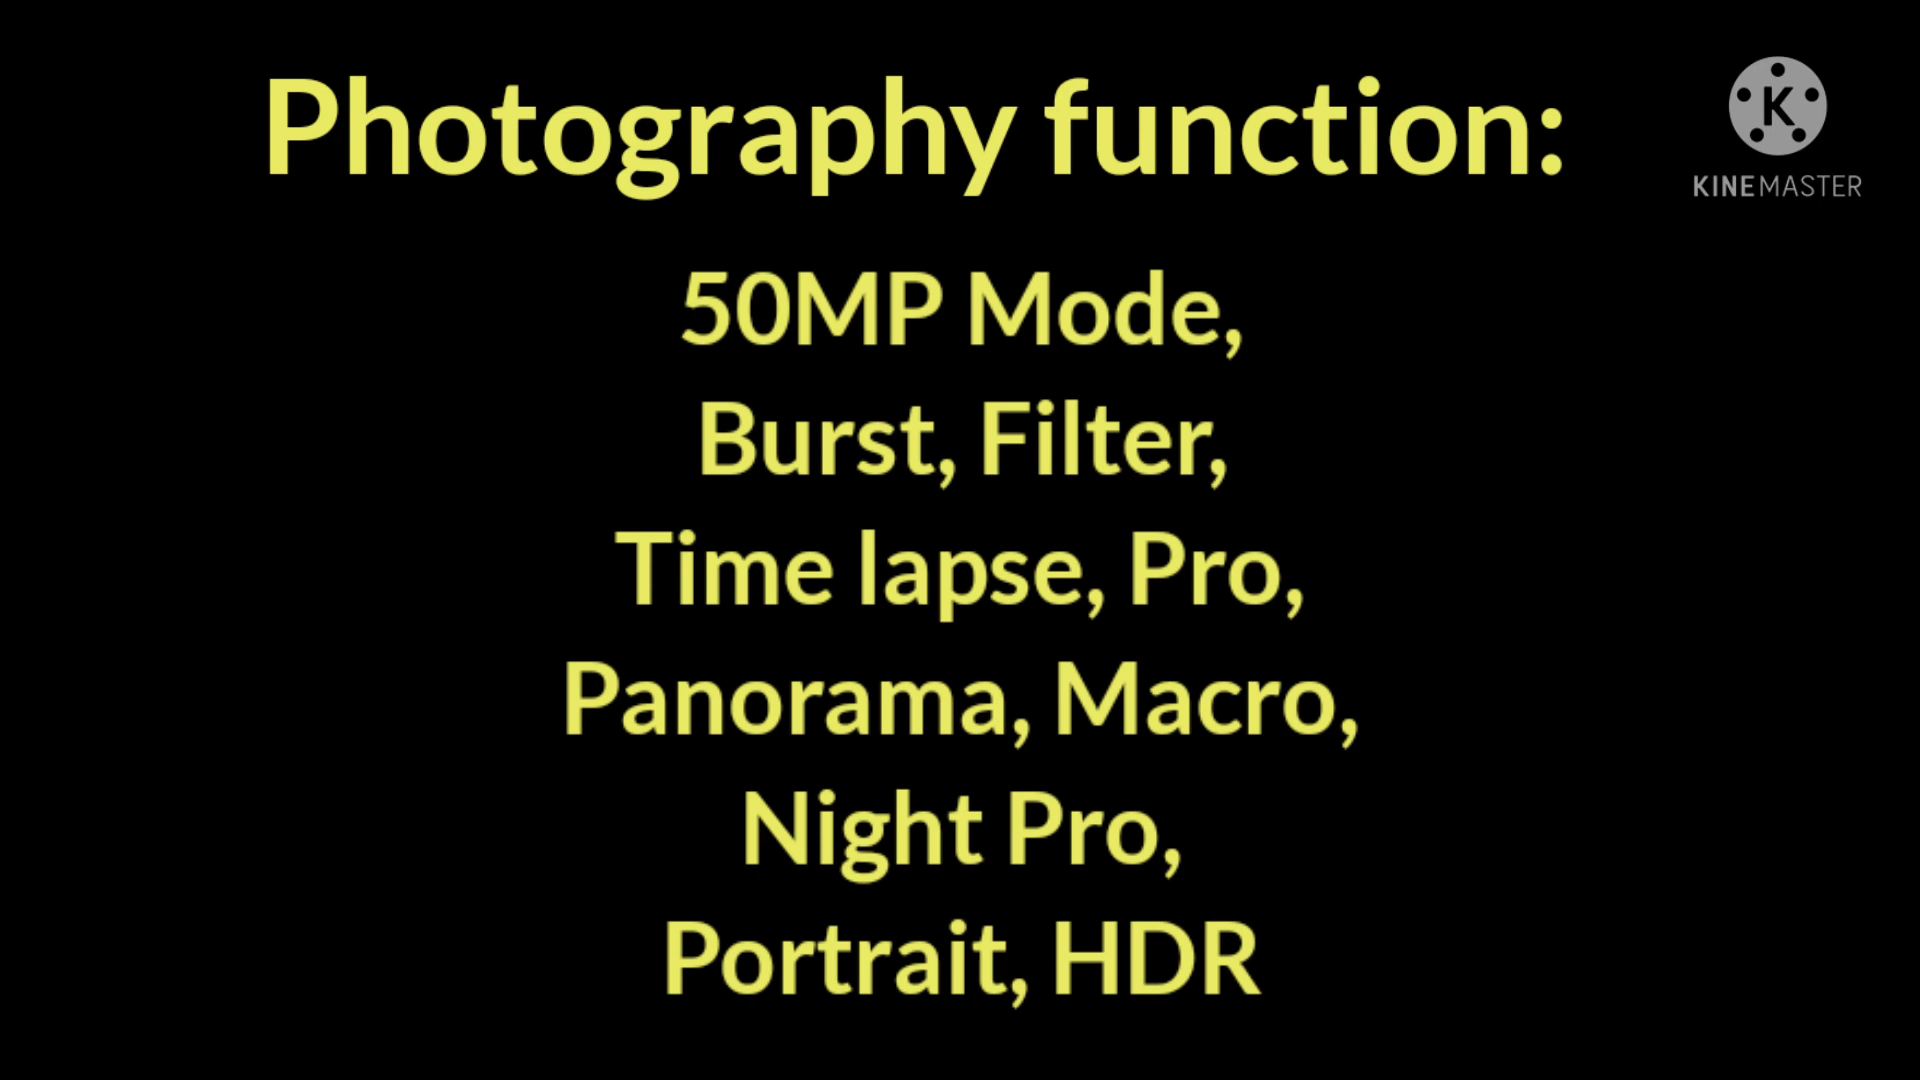 Photography function:
K
KINEMASTER
50MP Mode,
Burst, Filter,
Time lapse, Pro,
Panorama, Macro,
Night Pro,
Portrait, HDR